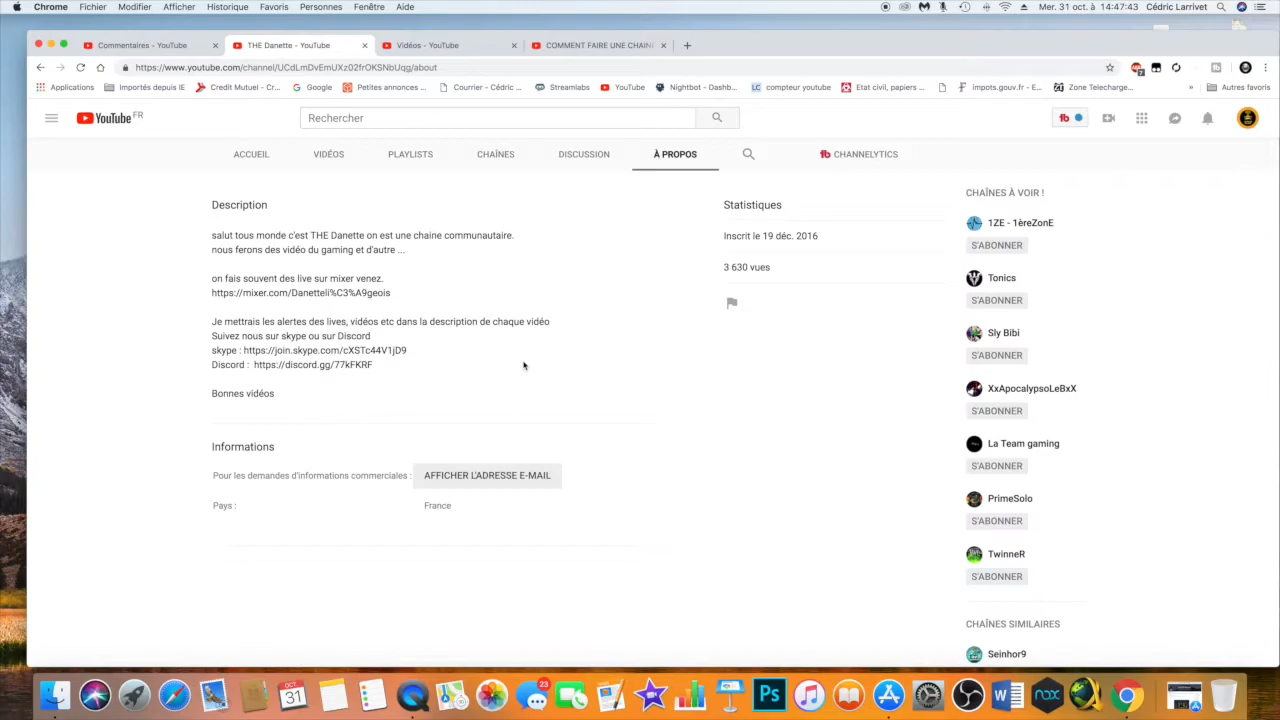 Chrome Fichier Modifier Afficher Historique Favoris Personnes Fenêtre Aide
Mer. 31 oct. à 14:47:43 Cédric Larrivet
Commentaires - YouTube
THE Danette - YouTube
Vidéos - YouTube
COMMENT FAIRE UNE CHAIN
https://www.youtube.com/channel/UCdLmDvEmUXz02frOKSNbUqg/about
Applications Importés depuis IE Credit Mutuel - Cr... Google Petites annonces ... Courrier - Cédric ... Streamlabs YouTube Nightbot - Dashb... compteur youtube Etat civil, papiers ... impots.gouv.fr - E... Zone Telecharge... » Autres favoris
YouTube FR
Rechercher
ACCUEIL VIDÉOS PLAYLISTS CHAÎNES DISCUSSION À PROPOS CHANNELYTICS
Description
salut tous monde c'est THE Danette on est une chaine communautaire.
nous ferons des vidéo du gaming et d'autre ...
on fais souvent des live sur mixer venez.
https://mixer.com/Danetteli%C3%A9geois
Je mettrais les alertes des lives, vidéos etc dans la description de chaque vidéo
Suivez nous sur skype ou sur Discord
skype : https://join.skype.com/cXSTc44V1jD9
Discord : https://discord.gg/77kFKRF
Bonnes vidéos
Informations
Pour les demandes d'informations commerciales : AFFICHER L'ADRESSE E-MAIL
Pays : France
Statistiques
Inscrit le 19 déc. 2016
3 630 vues
CHAÎNES À VOIR !
1ZE - 1èreZonE
S'ABONNER
Tonics
S'ABONNER
Sly Bibi
S'ABONNER
XxApocalypsoLeBxX
S'ABONNER
La Team gaming
S'ABONNER
PrimeSolo
S'ABONNER
TwinneR
S'ABONNER
CHAÎNES SIMILAIRES
Seinhor9
OCT.
31
23
Ps
W
nox